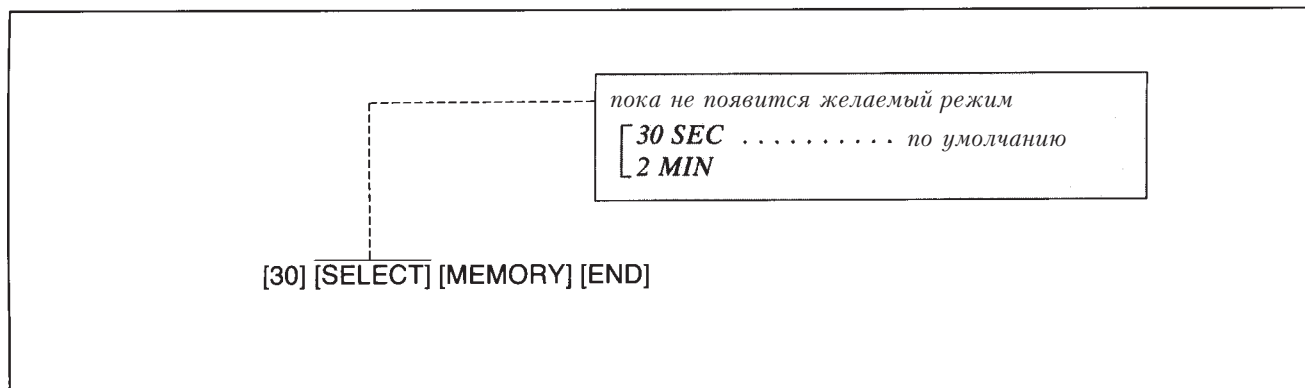 пока не появится желаемый режим
30 SEC .......... по умолчанию
2 MIN
[30] [SELECT] [MEMORY] [END]